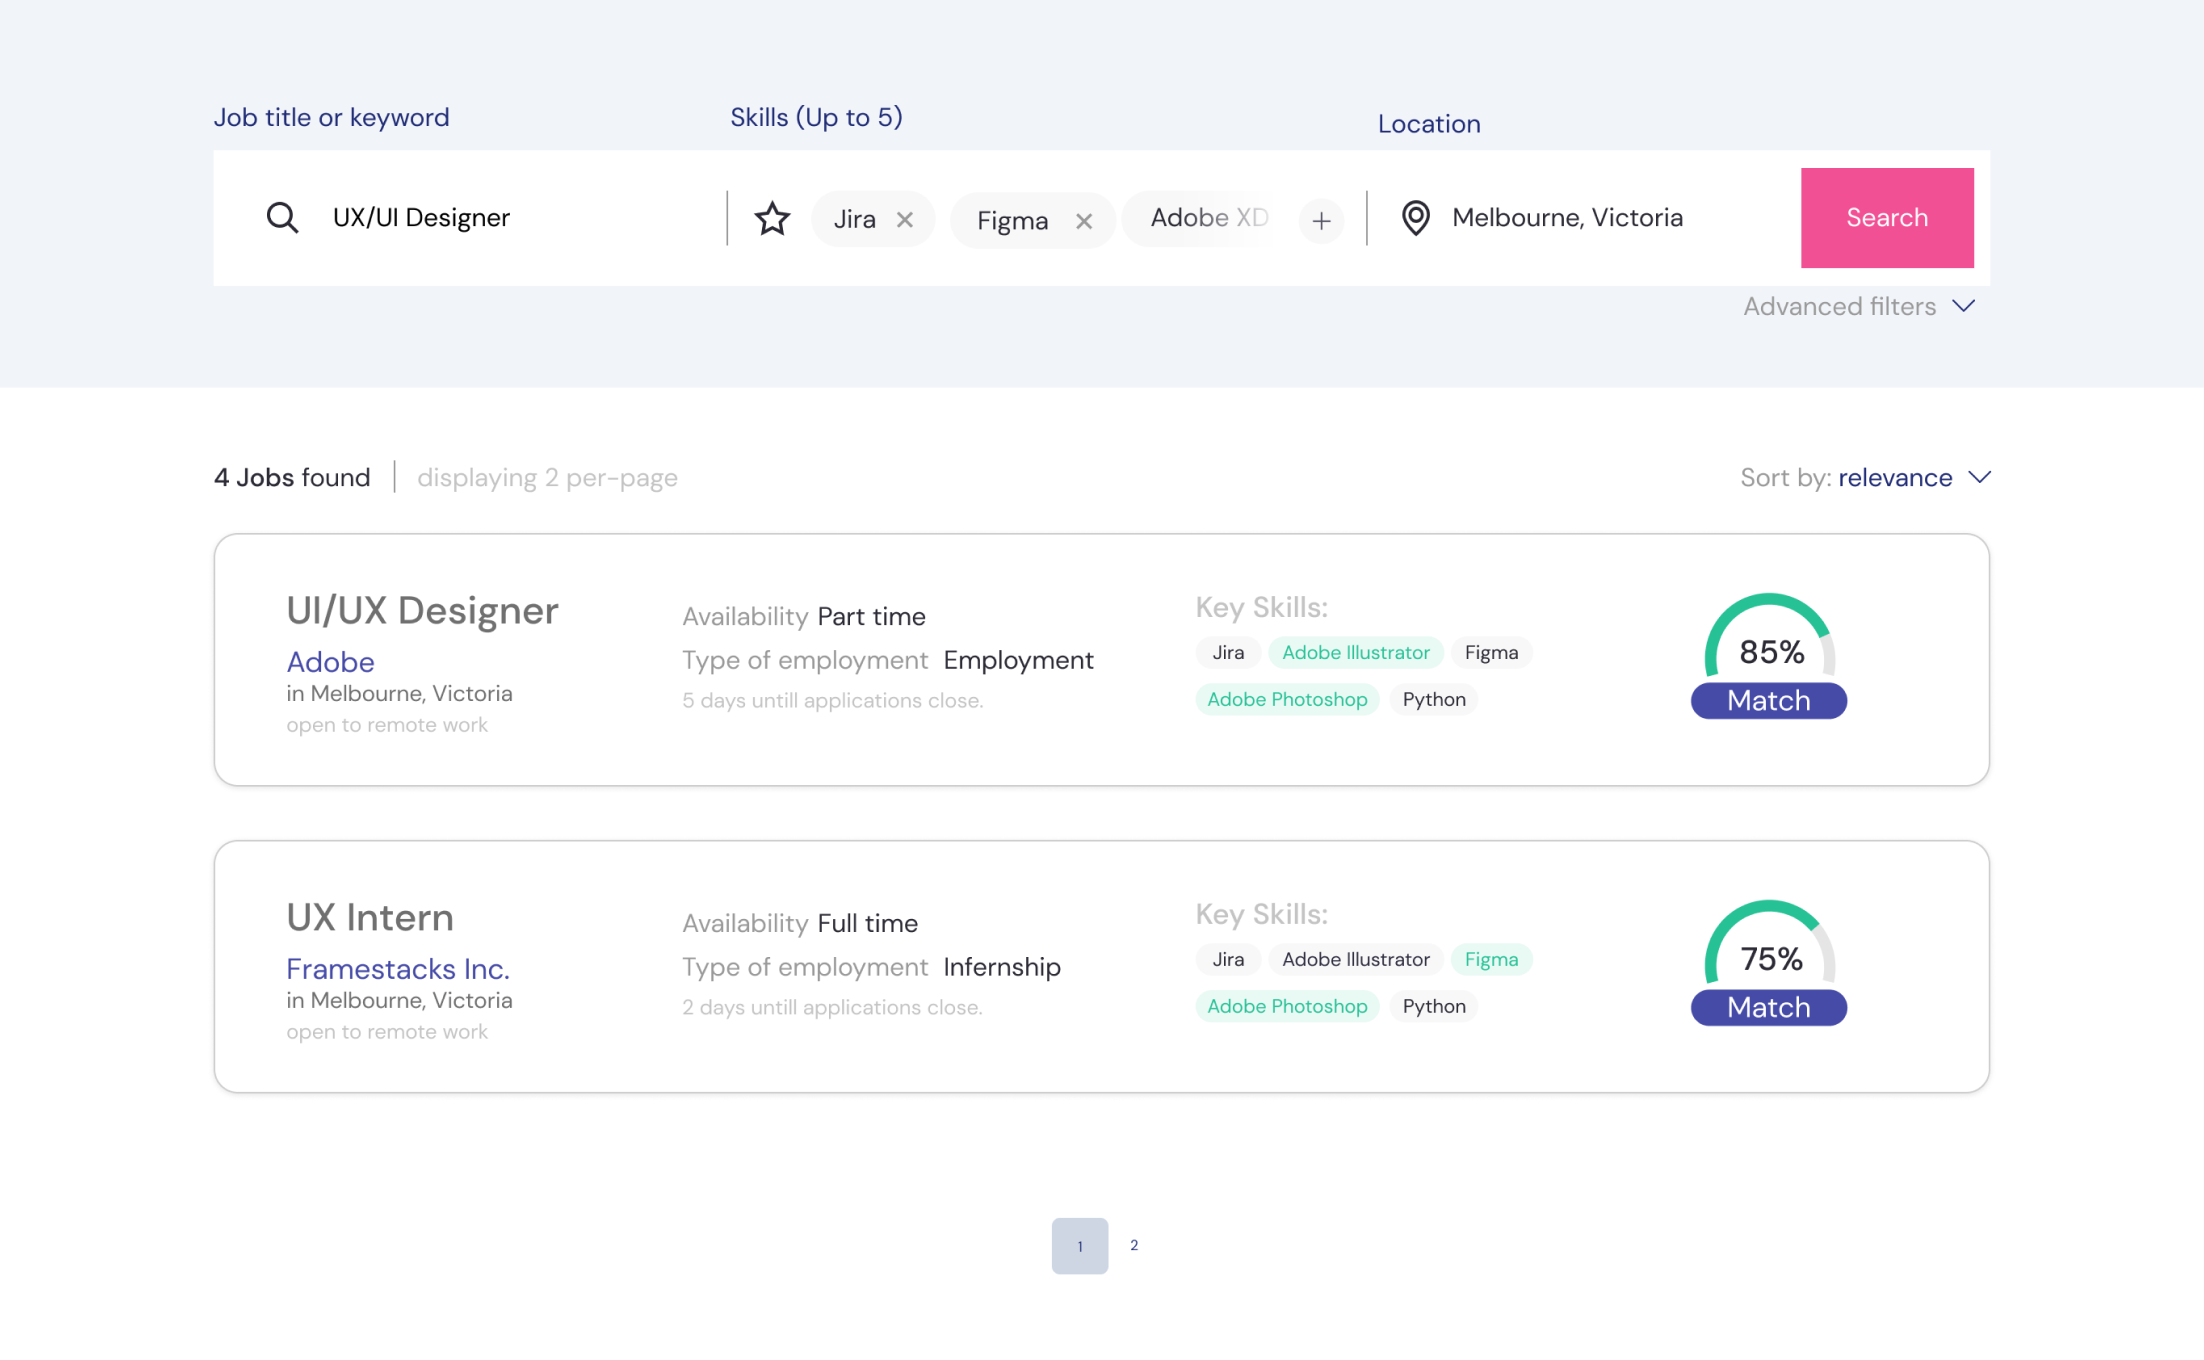 Job title or keyword
Skills (Up to 5)
Location
UX/UI Designer
Jira
Figma
Adobe XD
Melbourne, Victoria
Search
Advanced filters
4 Jobs found
displaying 2 per-page
Sort by: relevance
UI/UX Designer
Adobe
in Melbourne, Victoria
open to remote work
Availability Part time
Type of employment Employment
5 days untill applications close.
Key Skills:
Jira Adobe Illustrator Figma
Adobe Photoshop Python
85%
Match
UX Intern
Framestacks Inc.
in Melbourne, Victoria
open to remote work
Availability Full time
Type of employment Infernship
2 days untill applications close.
Key Skills:
Jira Adobe Illustrator Figma
Adobe Photoshop Python
75%
Match
1 2